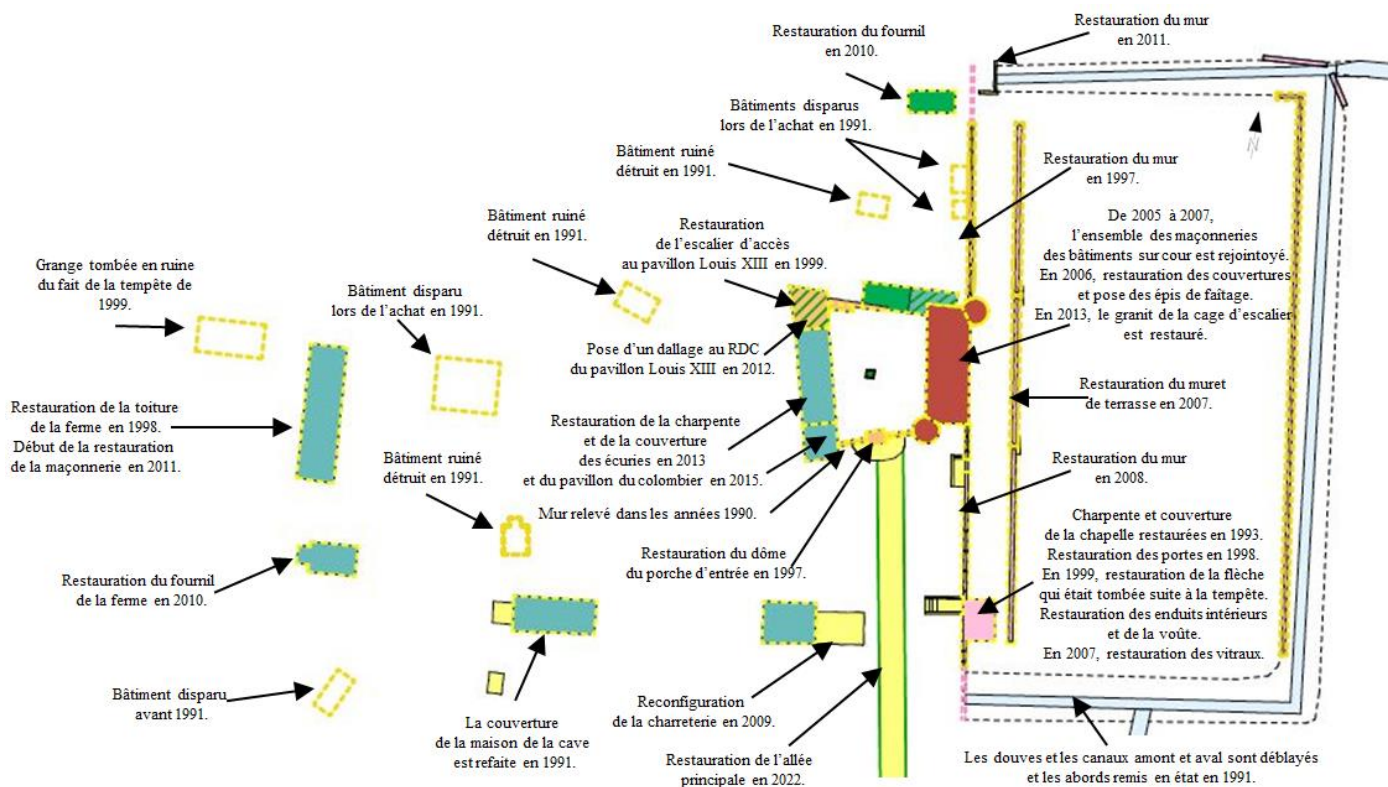 Restauration du fournil
en 2010.
Restauration du mur
en 2011.
Bâtiments disparus
lors de l'achat en 1991.
Bâtiment ruiné
détruit en 1991.
Restauration du mur
en 1997.
Bâtiment ruiné
détruit en 1991.
Restauration
de l'escalier d'accès
au pavillon Louis XIII en 1999.
De 2005 à 2007,
l'ensemble des maçonneries
des bâtiments sur cour est rejointoyé.
En 2006, restauration des couvertures
et pose des épis de faîtage.
En 2013, le granit de la cage d'escalier
est restauré.
Grange tombée en ruine
du fait de la tempête de
1999.
Bâtiment disparu
lors de l'achat en 1991.
Pose d'un dallage au RDC
du pavillon Louis XIII en 2012.
Restauration du muret
de terrasse en 2007.
Restauration de la toiture
de la ferme en 1998.
Début de la restauration
de la maçonnerie en 2011.
Restauration de la charpente
et de la couverture
des écuries en 2013
et du pavillon du colombier en 2015.
Bâtiment ruiné
détruit en 1991.
Restauration du mur
en 2008.
Mur relevé dans les années 1990.
Charpente et couverture
de la chapelle restaurées en 1993.
Restauration des portes en 1998.
En 1999, restauration de la flèche
qui était tombée suite à la tempête.
Restauration des enduits intérieurs
et de la voûte.
En 2007, restauration des vitraux.
Restauration du dôme
du porche d'entrée en 1997.
Restauration du fournil
de la ferme en 2010.
Bâtiment disparu
avant 1991.
La couverture
de la maison de la cave
est refaite en 1991.
Reconfiguration
de la charreterie en 2009.
Restauration de l'allée
principale en 2022.
Les douves et les canaux amont et aval sont déblayés
et les abords remis en état en 1991.
N